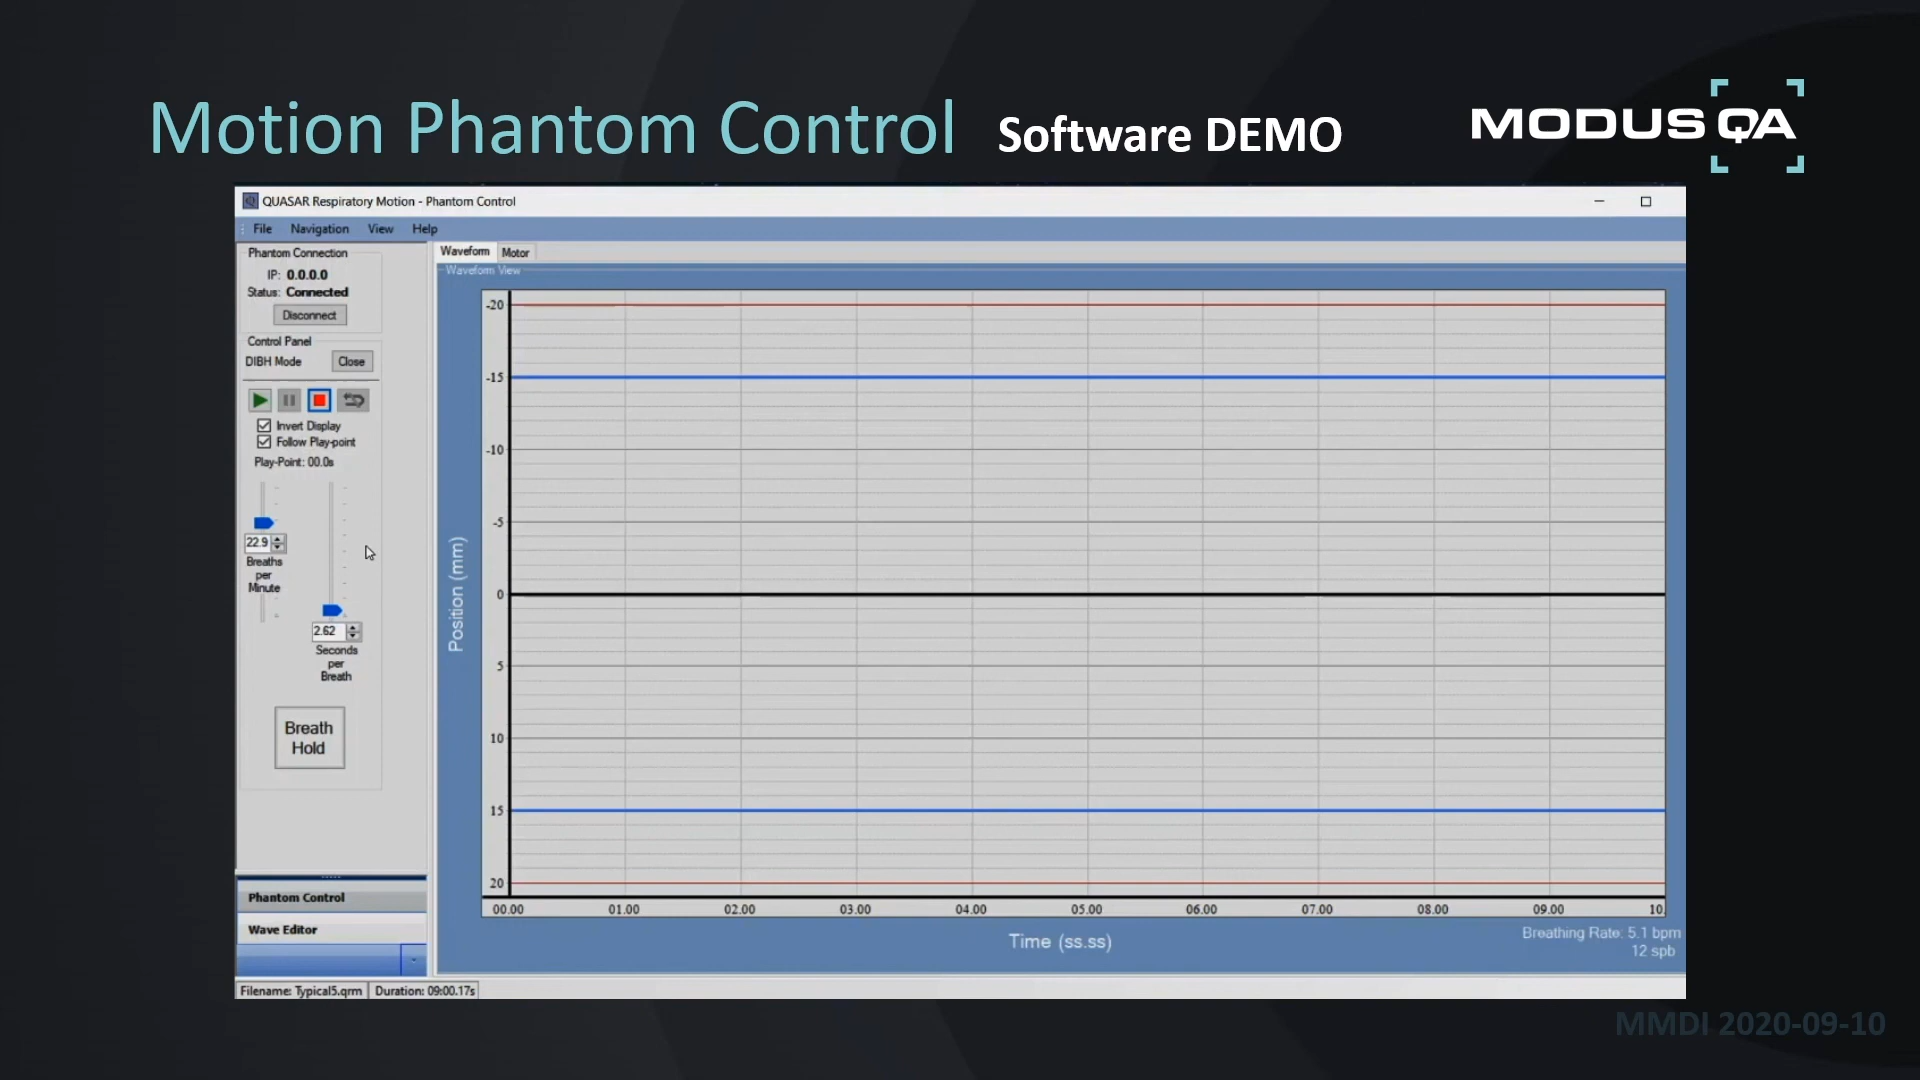 Motion Phantom Control Software DEMO
MODUS QA
QUASAR Respiratory Motion - Phantom Control
File Navigation View Help
Phantom Connection
IP: 0.0.0.0
Status: Connected
Disconnect
Control Panel
DIBH Mode Close
Invert Display
Follow Play-point
Play-Point: 00.0s
22.9
Breaths
per
Minute
2.62
Seconds
per
Breath
Breath
Hold
Phantom Control
Wave Editor
Waveform Motor
Waveform View
-20
-15
-10
-5
0
5
10
15
20
Position (mm)
00.00 01.00 02.00 03.00 04.00 05.00 06.00 07.00 08.00 09.00 10.
Time (ss.ss)
Breathing Rate: 5.1 bpm
12 spb
Filename: Typical5.qrm Duration: 09:00.17s
MMDI 2020-09-10